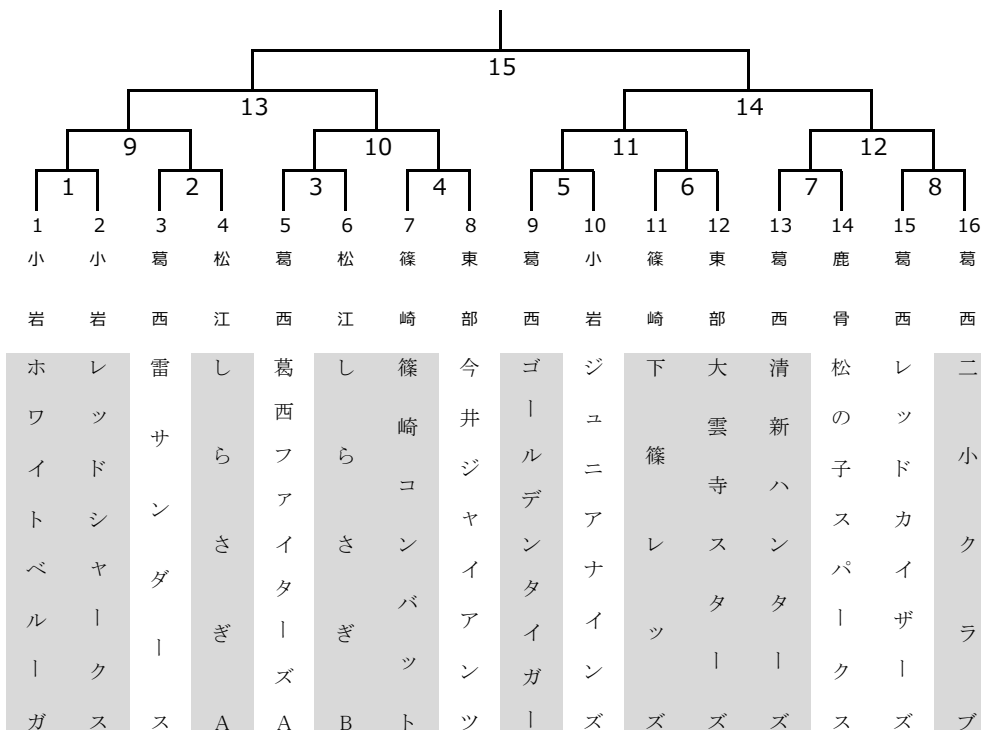 15
13
14
9
10
11
12
1
2
3
4
5
6
7
8
1 小岩 ホワイトベルーガ
2 小岩 レッドシャークス
3 葛西 雷サンダース
4 松江 しらさぎA
5 葛西 葛西ファイターズA
6 松江 しらさぎB
7 篠崎 篠崎コンバット
8 東部 今井ジャイアンツ
9 葛西 ゴールデンタイガー
10 小岩 ジュニアナインズ
11 篠崎 下篠レッズ
12 東部 大雲寺スターズ
13 葛西 清新ハンターズ
14 鹿骨 松の子スパークス
15 葛西 レッドカイザーズ
16 葛西 二小クラブ